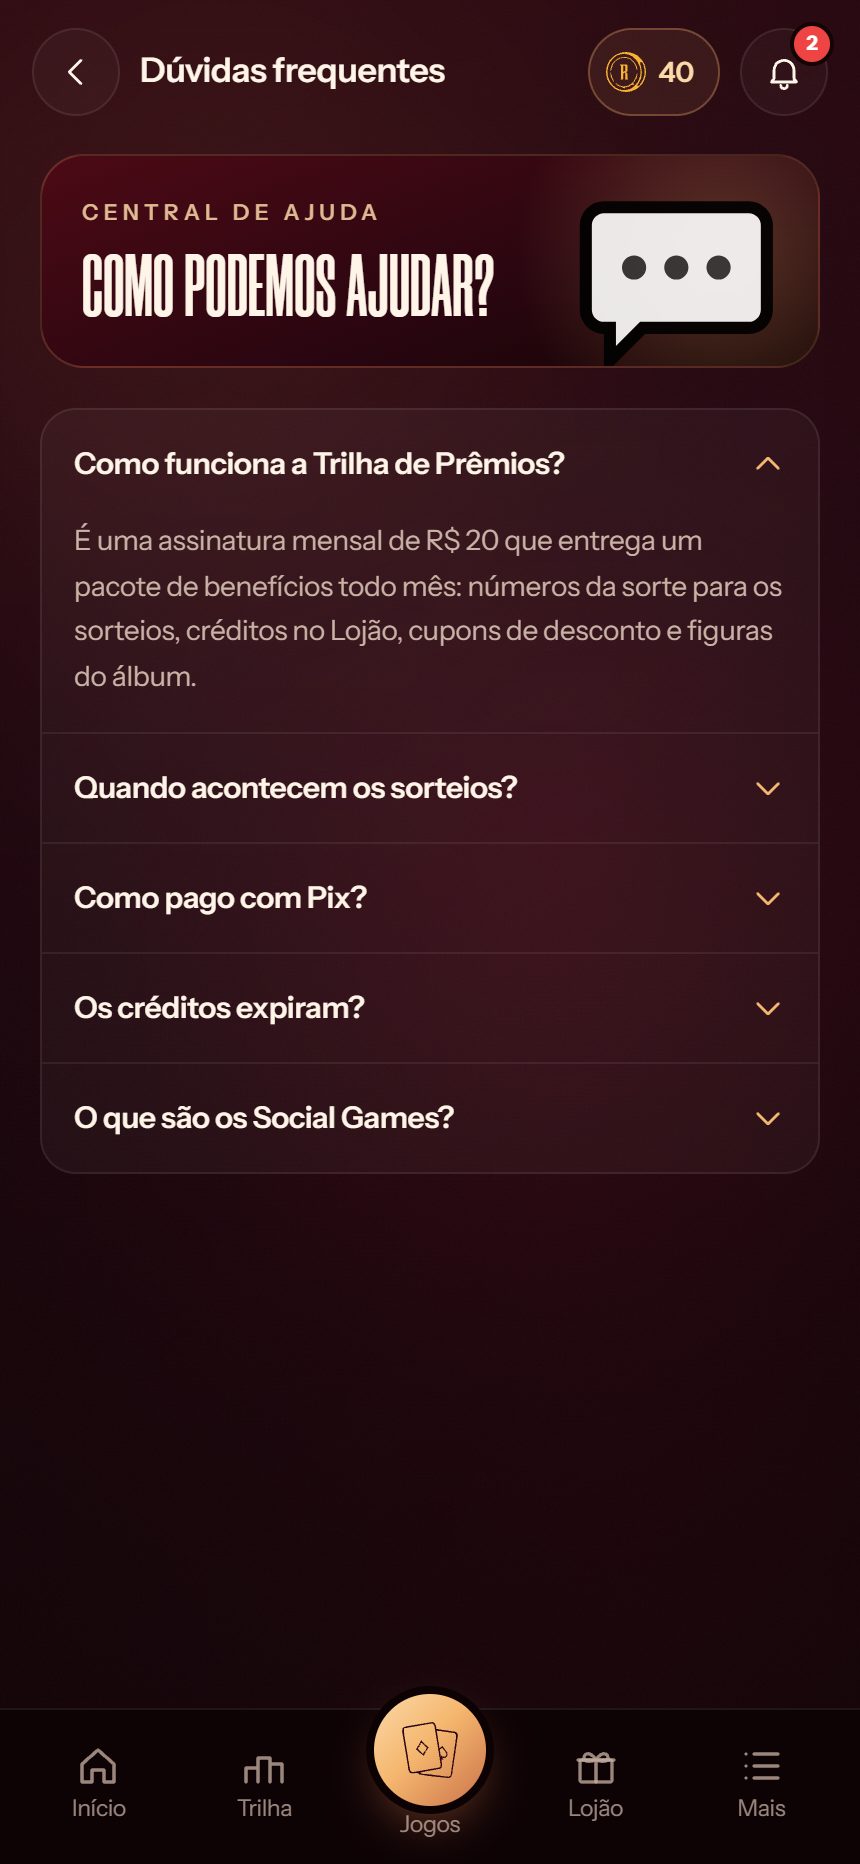 Dúvidas frequentes
R
40
2
CENTRAL DE AJUDA
COMO PODEMOS AJUDAR?
Como funciona a Trilha de Prêmios?
É uma assinatura mensal de R$ 20 que entrega um
pacote de benefícios todo mês: números da sorte para os
sorteios, créditos no Lojão, cupons de desconto e figuras
do álbum.
Quando acontecem os sorteios?
Como pago com Pix?
Os créditos expiram?
O que são os Social Games?
Início
Trilha
Jogos
Lojão
Mais